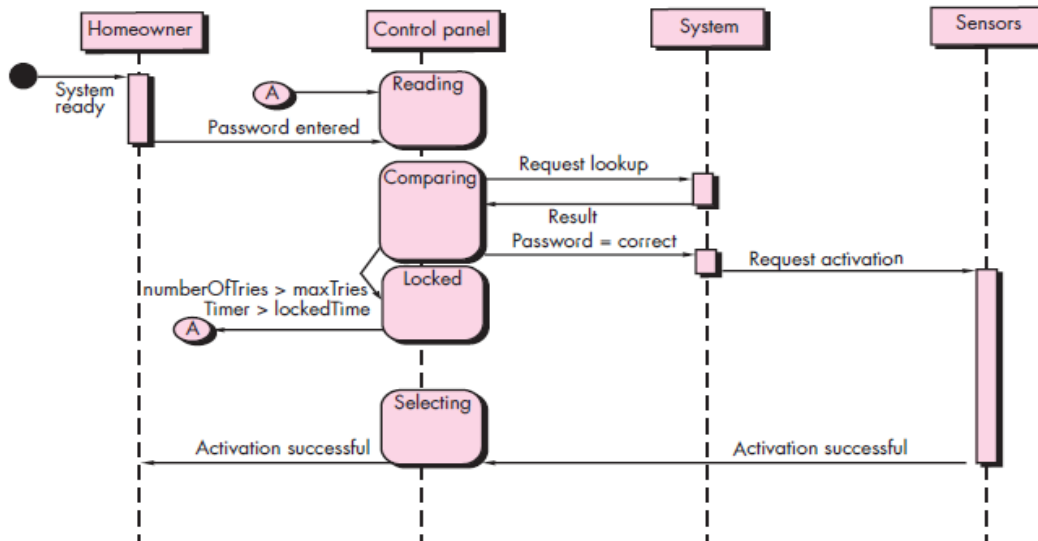 Homeowner
Control panel
System
Sensors
System
ready
A
Reading
Password entered
Comparing
Request lookup
Result
Password = correct
Request activation
Locked
numberOfTries > maxTries
Timer > lockedTime
A
Selecting
Activation successful
Activation successful